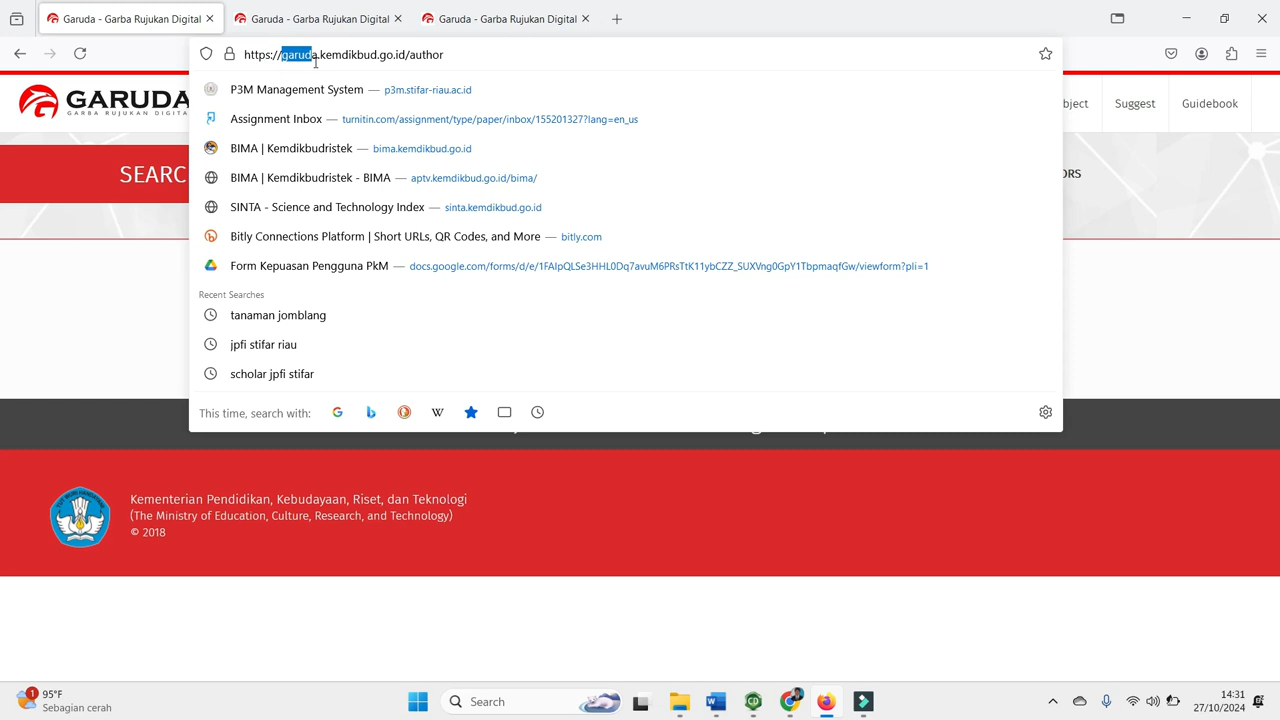 Garuda - Garba Rujukan Digital
Garuda - Garba Rujukan Digital
Garuda - Garba Rujukan Digital
https://garuda.kemdikbud.go.id/author
P3M Management System — p3m.stifar-riau.ac.id
Assignment Inbox — turnitin.com/assignment/type/paper/inbox/155201327?lang=en_us
BIMA | Kemdikbudristek — bima.kemdikbud.go.id
BIMA | Kemdikbudristek - BIMA — aptv.kemdikbud.go.id/bima/
SINTA - Science and Technology Index — sinta.kemdikbud.go.id
Bitly Connections Platform | Short URLs, QR Codes, and More — bitly.com
Form Kepuasan Pengguna PkM — docs.google.com/forms/d/e/1FAIpQLSe3HHL0Dq7avuM6PRsTtK11ybCZZ_SUXVng0GpY1TbpmaqfGw/viewform?pli=1
Recent Searches
tanaman jomblang
jpfi stifar riau
scholar jpfi stifar
This time, search with:
GARUDA
GARBA RUJUKAN DIGITAL
bject
Suggest
Guidebook
SEARC
ORS
Kementerian Pendidikan, Kebudayaan, Riset, dan Teknologi
(The Ministry of Education, Culture, Research, and Technology)
© 2018
1
95°F
Sebagian cerah
Search
14:31
27/10/2024